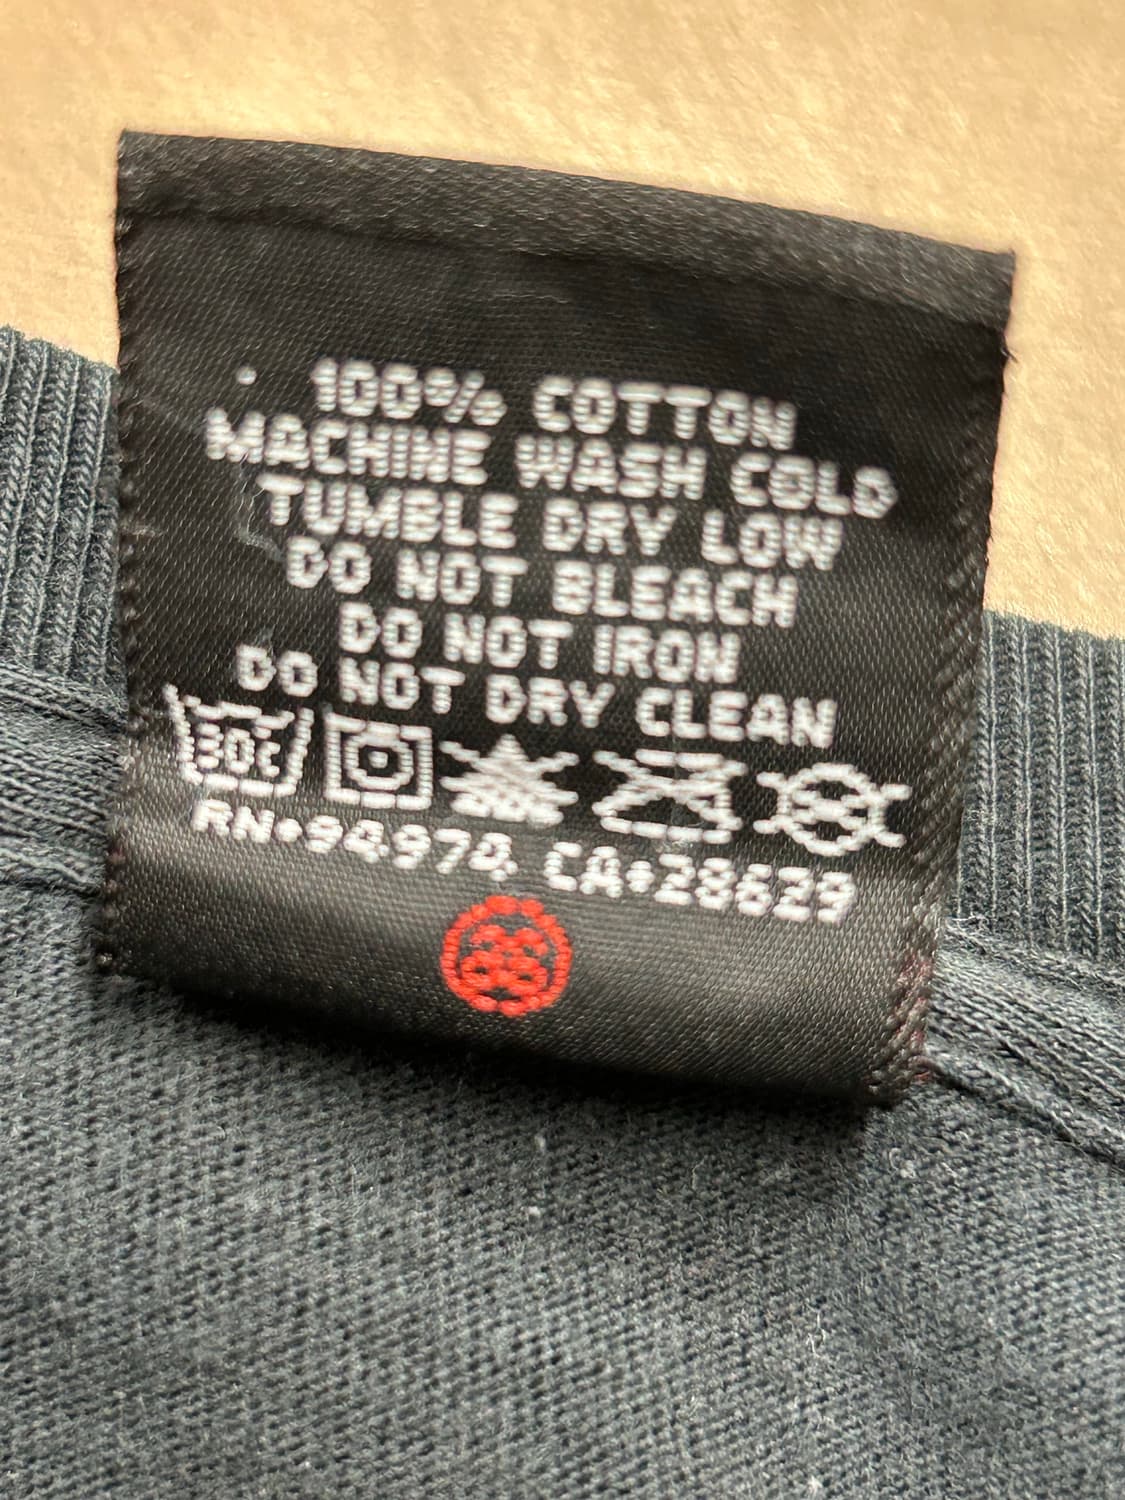 100% COTTON
MACHINE WASH COLD
TUMBLE DRY LOW
DO NOT BLEACH
DO NOT IRON
DO NOT DRY CLEAN
30C
RN•94974, CA•28629